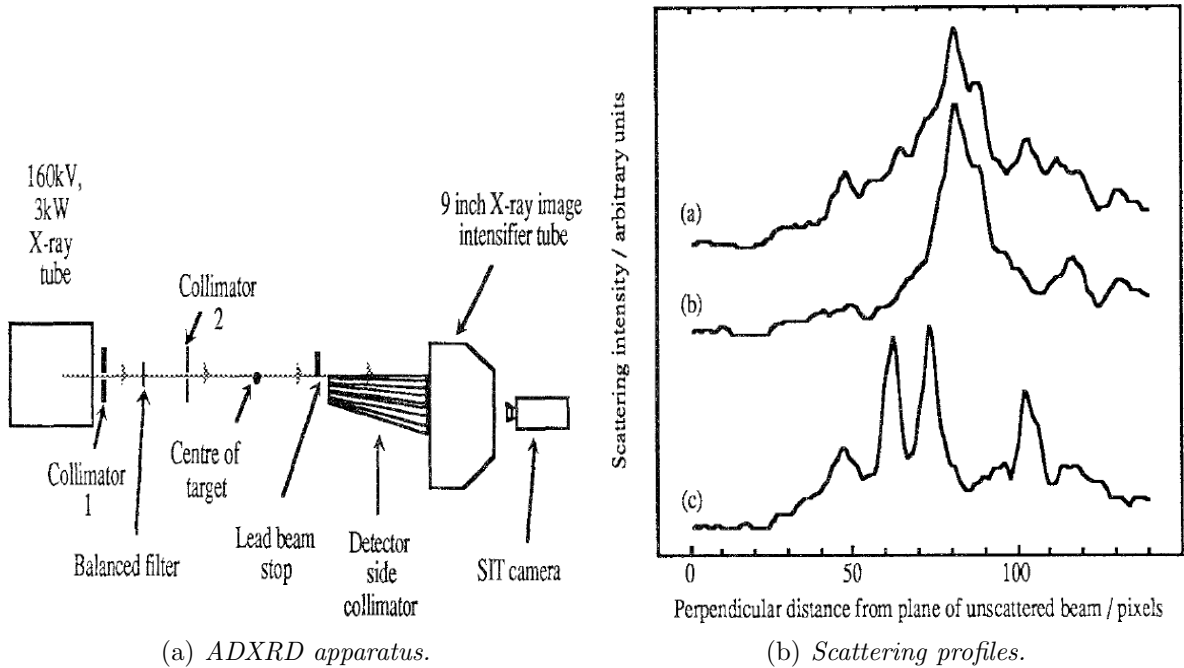 160kV,
3kW
X-ray
tube
9 inch X-ray image
intensifier tube
Collimator
2
Collimator
1
Centre of
target
Balanced filter
Lead beam
stop
Detector
side
collimator
SIT camera
(a) ADXRD apparatus.
Scattering intensity / arbitrary units
(a)
(b)
(c)
0 50 100
Perpendicular distance from plane of unscattered beam / pixels
(b) Scattering profiles.